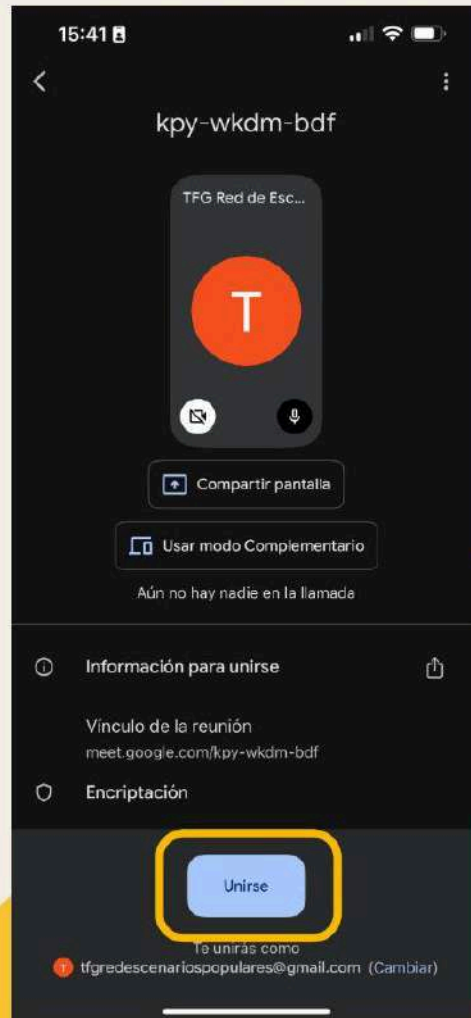 15:41
kpy-wkdm-bdf
TFG Red de Esc...
T
Compartir pantalla
Usar modo Complementario
Aún no hay nadie en la llamada
Información para unirse
Vínculo de la reunión
meet.google.com/kpy-wkdm-bdf
Encriptación
Unirse
Te unirás como
T tfgredescenariospopulares@gmail.com (Cambiar)